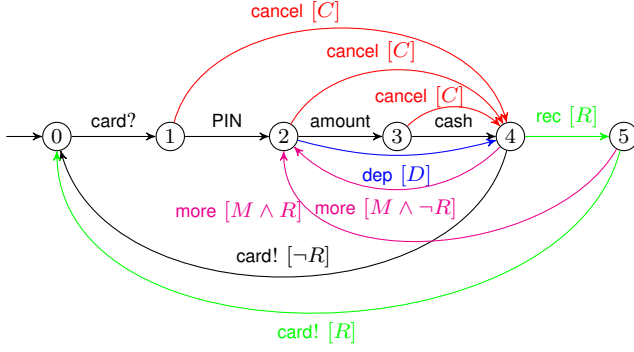 cancel [C]
cancel [C]
cancel [C]
card? PIN amount cash rec [R]
0 1 2 3 4 5
dep [D]
more [M ∧ R] more [M ∧ ¬R]
card! [¬R]
card! [R]